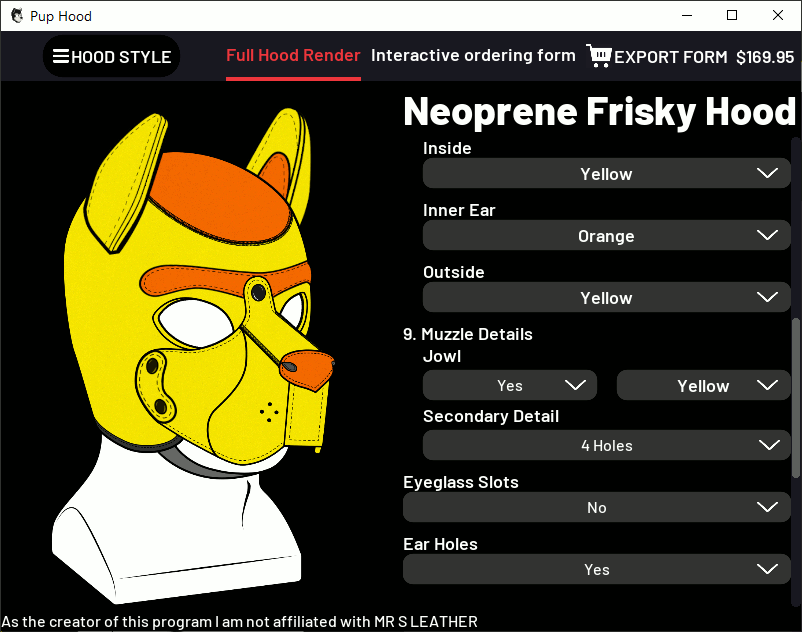 Pup Hood
HOOD STYLE
Full Hood Render
Interactive ordering form
EXPORT FORM
$169.95
Neoprene Frisky Hood
Inside
Yellow
Inner Ear
Orange
Outside
Yellow
9. Muzzle Details
Jowl
Yes
Yellow
Secondary Detail
4 Holes
Eyeglass Slots
No
Ear Holes
Yes
As the creator of this program I am not affiliated with MR S LEATHER